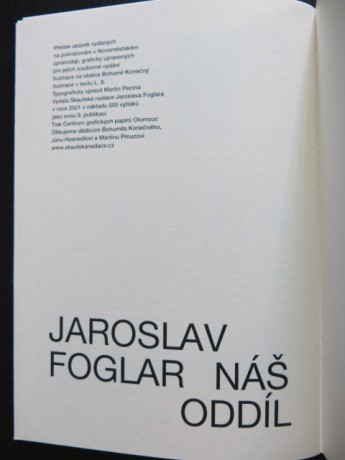 Přetisk ukázek vydaných
na pokračování v Novoměstském
zpravodaji, graficky upravených
pro jejich souborné vydání
Ilustrace na obálce Bohumil Konečný
Ilustrace v textu L. S.
Typograficky upravil Martin Pecina
Vydala Skautská nadace Jaroslava Foglara
v roce 2021 v nákladu 200 výtisků
jako svou 9. publikaci
Tisk Centrum grafických papírů Olomouc
Děkujeme dědicům Bohumila Konečného,
Janu Hosnedlovi a Martinu Prouzovi
www.skautskanadace.cz
JAROSLAV
FOGLAR NÁŠ
ODDÍL